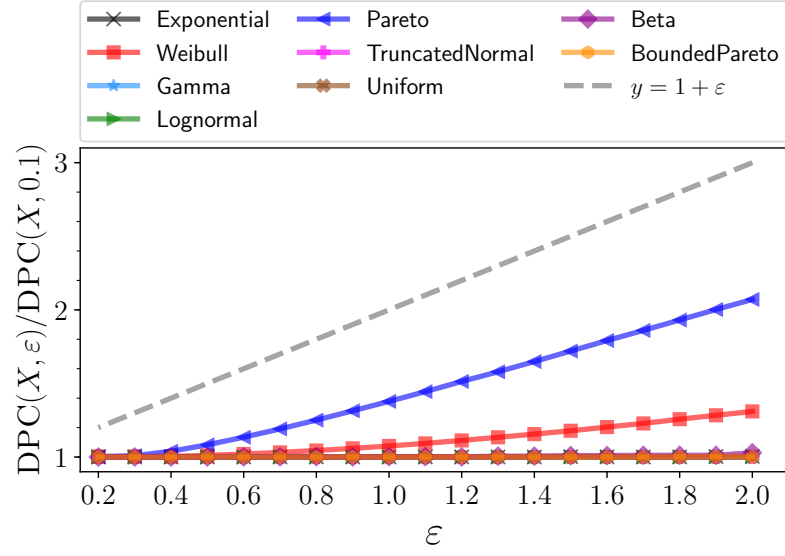 Exponential Pareto Beta
Weibull TruncatedNormal BoundedPareto
Gamma Uniform y = 1 + ε
Lognormal
DPC(X, ε)/DPC(X, 0.1)
3
2
1
0.2 0.4 0.6 0.8 1.0 1.2 1.4 1.6 1.8 2.0
ε